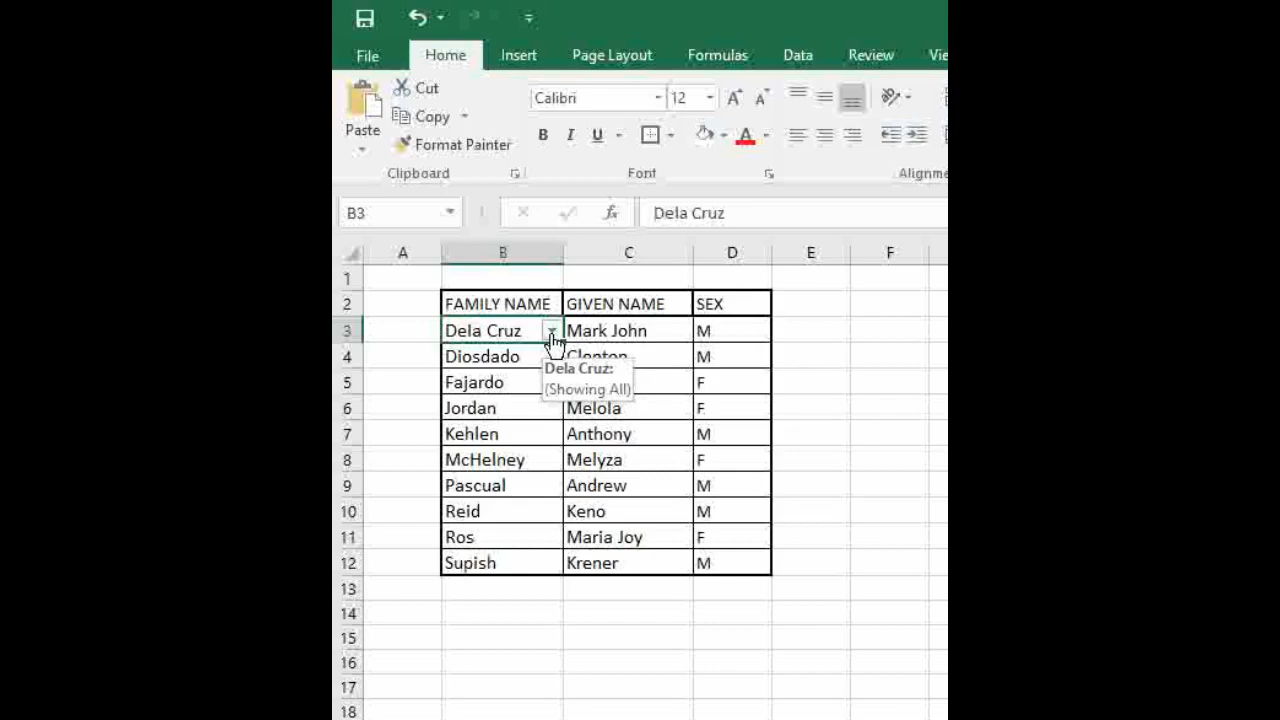 File Home Insert Page Layout Formulas Data Review Vie
Cut
Copy
Paste
Format Painter
Calibri 12
B I U A
Clipboard Font Alignme
B3 fx Dela Cruz
A B C D E F
1
2 FAMILY NAME GIVEN NAME SEX
3 Dela Cruz Mark John M
4 Diosdado M
Dela Cruz:
(Showing All)
5 Fajardo F
6 Jordan Melola F
7 Kehlen Anthony M
8 McHelney Melyza F
9 Pascual Andrew M
10 Reid Keno M
11 Ros Maria Joy F
12 Supish Krener M
13
14
15
16
17
18